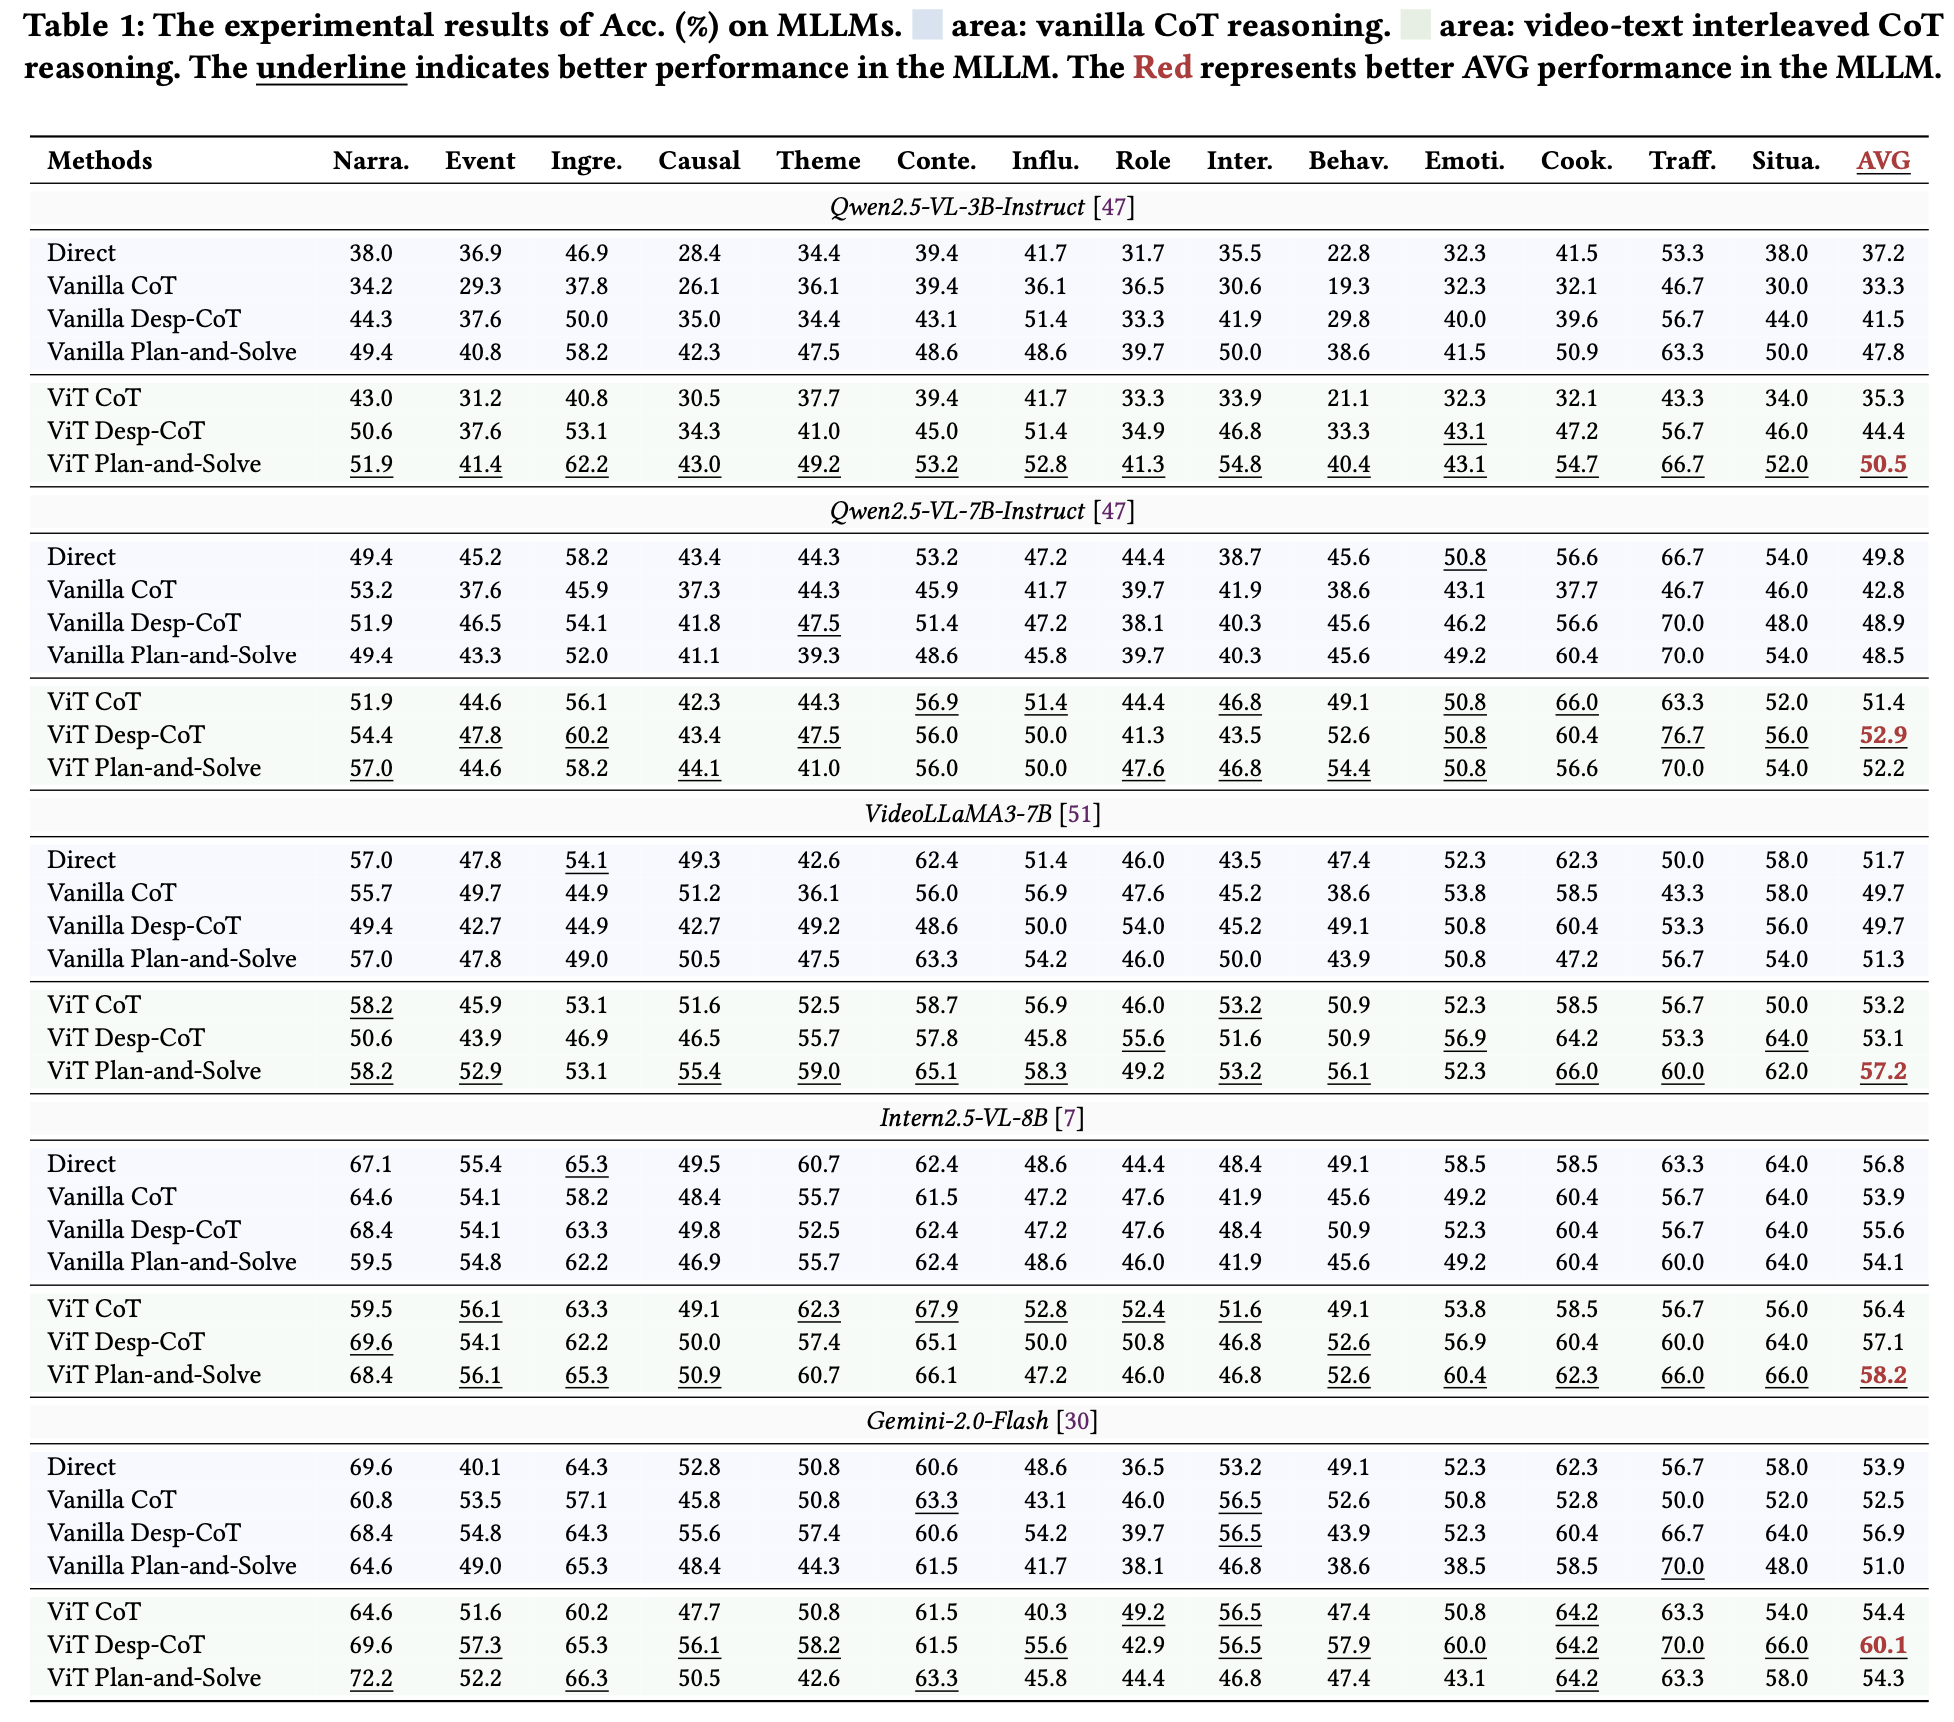 Table 1: The experimental results of Acc. (%) on MLLMs. area: vanilla CoT reasoning. area: video-text interleaved CoT
reasoning. The underline indicates better performance in the MLLM. The Red represents better AVG performance in the MLLM.
Methods Narra. Event Ingre. Causal Theme Conte. Influ. Role Inter. Behav. Emoti. Cook. Traff. Situa. AVG
Qwen2.5-VL-3B-Instruct [47]
Direct 38.0 36.9 46.9 28.4 34.4 39.4 41.7 31.7 35.5 22.8 32.3 41.5 53.3 38.0 37.2
Vanilla CoT 34.2 29.3 37.8 26.1 36.1 39.4 36.1 36.5 30.6 19.3 32.3 32.1 46.7 30.0 33.3
Vanilla Desp-CoT 44.3 37.6 50.0 35.0 34.4 43.1 51.4 33.3 41.9 29.8 40.0 39.6 56.7 44.0 41.5
Vanilla Plan-and-Solve 49.4 40.8 58.2 42.3 47.5 48.6 48.6 39.7 50.0 38.6 41.5 50.9 63.3 50.0 47.8
ViT CoT 43.0 31.2 40.8 30.5 37.7 39.4 41.7 33.3 33.9 21.1 32.3 32.1 43.3 34.0 35.3
ViT Desp-CoT 50.6 37.6 53.1 34.3 41.0 45.0 51.4 34.9 46.8 33.3 43.1 47.2 56.7 46.0 44.4
ViT Plan-and-Solve 51.9 41.4 62.2 43.0 49.2 53.2 52.8 41.3 54.8 40.4 43.1 54.7 66.7 52.0 50.5
Qwen2.5-VL-7B-Instruct [47]
Direct 49.4 45.2 58.2 43.4 44.3 53.2 47.2 44.4 38.7 45.6 50.8 56.6 66.7 54.0 49.8
Vanilla CoT 53.2 37.6 45.9 37.3 44.3 45.9 41.7 39.7 41.9 38.6 43.1 37.7 46.7 46.0 42.8
Vanilla Desp-CoT 51.9 46.5 54.1 41.8 47.5 51.4 47.2 38.1 40.3 45.6 46.2 56.6 70.0 48.0 48.9
Vanilla Plan-and-Solve 49.4 43.3 52.0 41.1 39.3 48.6 45.8 39.7 40.3 45.6 49.2 60.4 70.0 54.0 48.5
ViT CoT 51.9 44.6 56.1 42.3 44.3 56.9 51.4 44.4 46.8 49.1 50.8 66.0 63.3 52.0 51.4
ViT Desp-CoT 54.4 47.8 60.2 43.4 47.5 56.0 50.0 41.3 43.5 52.6 50.8 60.4 76.7 56.0 52.9
ViT Plan-and-Solve 57.0 44.6 58.2 44.1 41.0 56.0 50.0 47.6 46.8 54.4 50.8 56.6 70.0 54.0 52.2
VideoLLaMA3-7B [51]
Direct 57.0 47.8 54.1 49.3 42.6 62.4 51.4 46.0 43.5 47.4 52.3 62.3 50.0 58.0 51.7
Vanilla CoT 55.7 49.7 44.9 51.2 36.1 56.0 56.9 47.6 45.2 38.6 53.8 58.5 43.3 58.0 49.7
Vanilla Desp-CoT 49.4 42.7 44.9 42.7 49.2 48.6 50.0 54.0 45.2 49.1 50.8 60.4 53.3 56.0 49.7
Vanilla Plan-and-Solve 57.0 47.8 49.0 50.5 47.5 63.3 54.2 46.0 50.0 43.9 50.8 47.2 56.7 54.0 51.3
ViT CoT 58.2 45.9 53.1 51.6 52.5 58.7 56.9 46.0 53.2 50.9 52.3 58.5 56.7 50.0 53.2
ViT Desp-CoT 50.6 43.9 46.9 46.5 55.7 57.8 45.8 55.6 51.6 50.9 56.9 64.2 53.3 64.0 53.1
ViT Plan-and-Solve 58.2 52.9 53.1 55.4 59.0 65.1 58.3 49.2 53.2 56.1 52.3 66.0 60.0 62.0 57.2
Intern2.5-VL-8B [7]
Direct 67.1 55.4 65.3 49.5 60.7 62.4 48.6 44.4 48.4 49.1 58.5 58.5 63.3 64.0 56.8
Vanilla CoT 64.6 54.1 58.2 48.4 55.7 61.5 47.2 47.6 41.9 45.6 49.2 60.4 56.7 64.0 53.9
Vanilla Desp-CoT 68.4 54.1 63.3 49.8 52.5 62.4 47.2 47.6 48.4 50.9 52.3 60.4 56.7 64.0 55.6
Vanilla Plan-and-Solve 59.5 54.8 62.2 46.9 55.7 62.4 48.6 46.0 41.9 45.6 49.2 60.4 60.0 64.0 54.1
ViT CoT 59.5 56.1 63.3 49.1 62.3 67.9 52.8 52.4 51.6 49.1 53.8 58.5 56.7 56.0 56.4
ViT Desp-CoT 69.6 54.1 62.2 50.0 57.4 65.1 50.0 50.8 46.8 52.6 56.9 60.4 60.0 64.0 57.1
ViT Plan-and-Solve 68.4 56.1 65.3 50.9 60.7 66.1 47.2 46.0 46.8 52.6 60.4 62.3 66.0 66.0 58.2
Gemini-2.0-Flash [30]
Direct 69.6 40.1 64.3 52.8 50.8 60.6 48.6 36.5 53.2 49.1 52.3 62.3 56.7 58.0 53.9
Vanilla CoT 60.8 53.5 57.1 45.8 50.8 63.3 43.1 46.0 56.5 52.6 50.8 52.8 50.0 52.0 52.5
Vanilla Desp-CoT 68.4 54.8 64.3 55.6 57.4 60.6 54.2 39.7 56.5 43.9 52.3 60.4 66.7 64.0 56.9
Vanilla Plan-and-Solve 64.6 49.0 65.3 48.4 44.3 61.5 41.7 38.1 46.8 38.6 38.5 58.5 70.0 48.0 51.0
ViT CoT 64.6 51.6 60.2 47.7 50.8 61.5 40.3 49.2 56.5 47.4 50.8 64.2 63.3 54.0 54.4
ViT Desp-CoT 69.6 57.3 65.3 56.1 58.2 61.5 55.6 42.9 56.5 57.9 60.0 64.2 70.0 66.0 60.1
ViT Plan-and-Solve 72.2 52.2 66.3 50.5 42.6 63.3 45.8 44.4 46.8 47.4 43.1 64.2 63.3 58.0 54.3